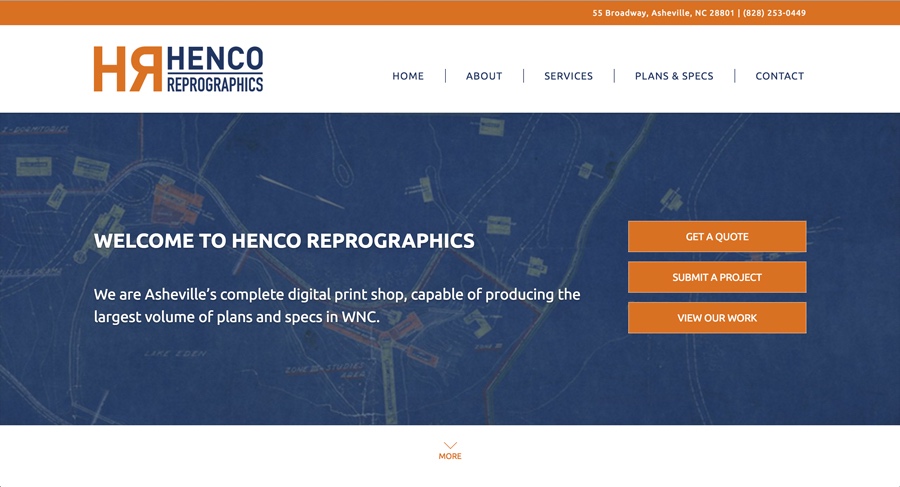 55 Broadway, Asheville, NC 28801 | (828) 253-0449
HR HENCO
REPROGRAPHICS
HOME | ABOUT | SERVICES | PLANS & SPECS | CONTACT
WELCOME TO HENCO REPROGRAPHICS
We are Asheville’s complete digital print shop, capable of producing the
largest volume of plans and specs in WNC.
GET A QUOTE
SUBMIT A PROJECT
VIEW OUR WORK
LAKE EDEN
MORE